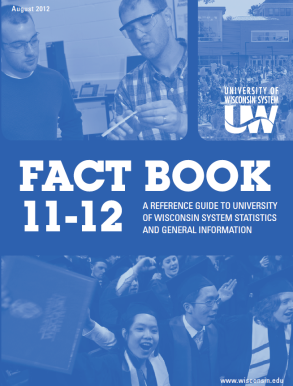 August 2012
UNIVERSITY OF
WISCONSIN SYSTEM
UW
FACT BOOK
11-12
A REFERENCE GUIDE TO UNIVERSITY
OF WISCONSIN SYSTEM STATISTICS
AND GENERAL INFORMATION
www.wisconsin.edu